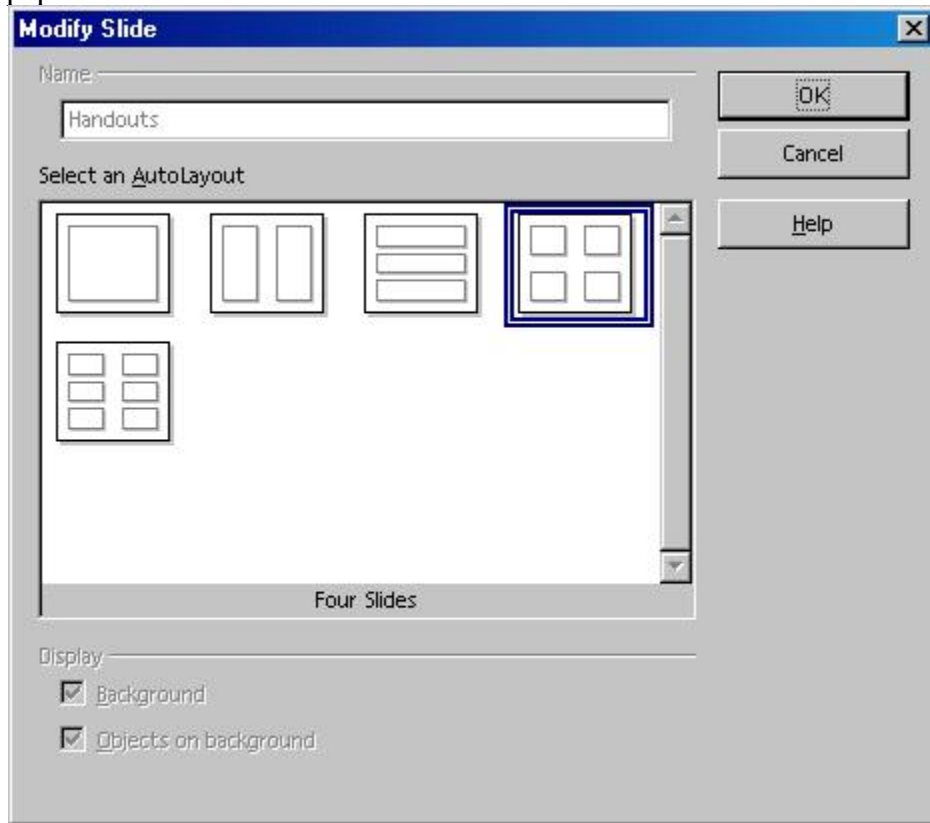 Modify Slide
Name
OK
Handouts
Cancel
Select an AutoLayout
Help
Four Slides
Display
Background
Objects on background